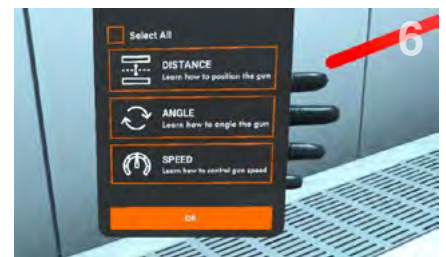 6
Select All
DISTANCE
Learn how to position the gun
ANGLE
Learn how to angle the gun
SPEED
Learn how to control gun speed
OK